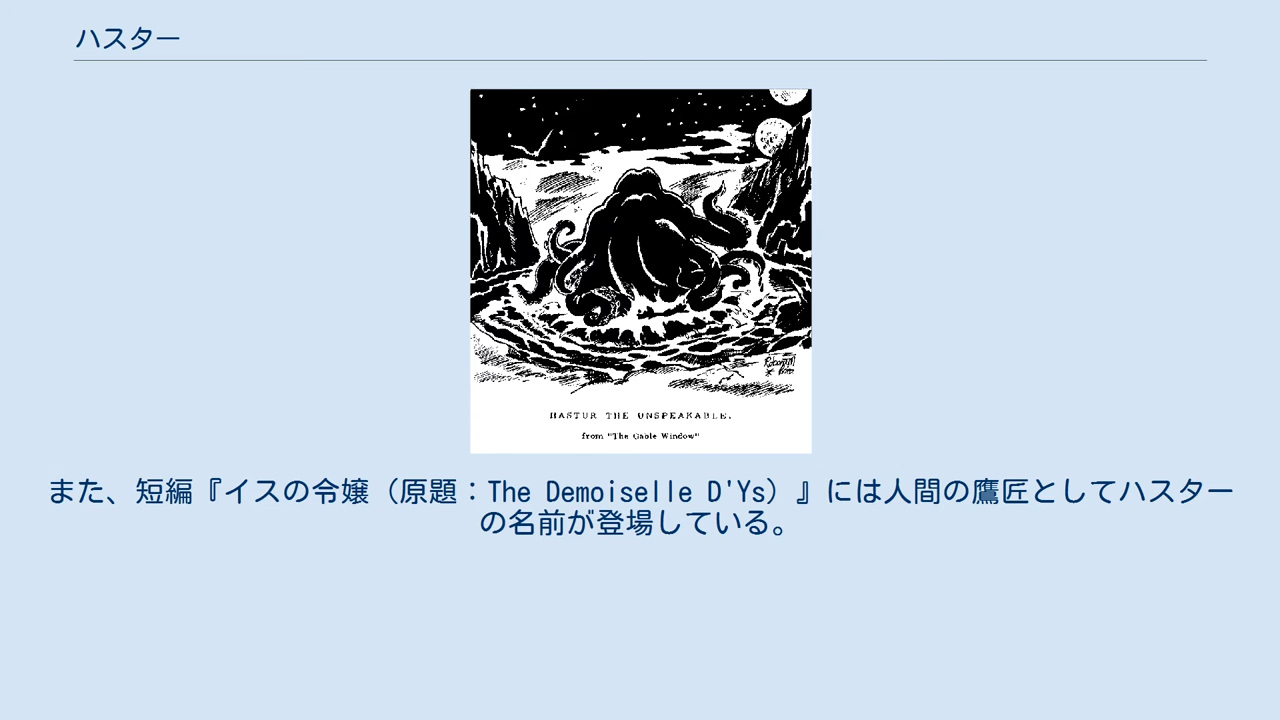 ハスター
HASTUR THE UNSPEAKABLE.
from "The Gable Window"
また、短編『イスの令嬢（原題：The Demoiselle D'Ys）』には人間の鷹匠としてハスター
の名前が登場している。